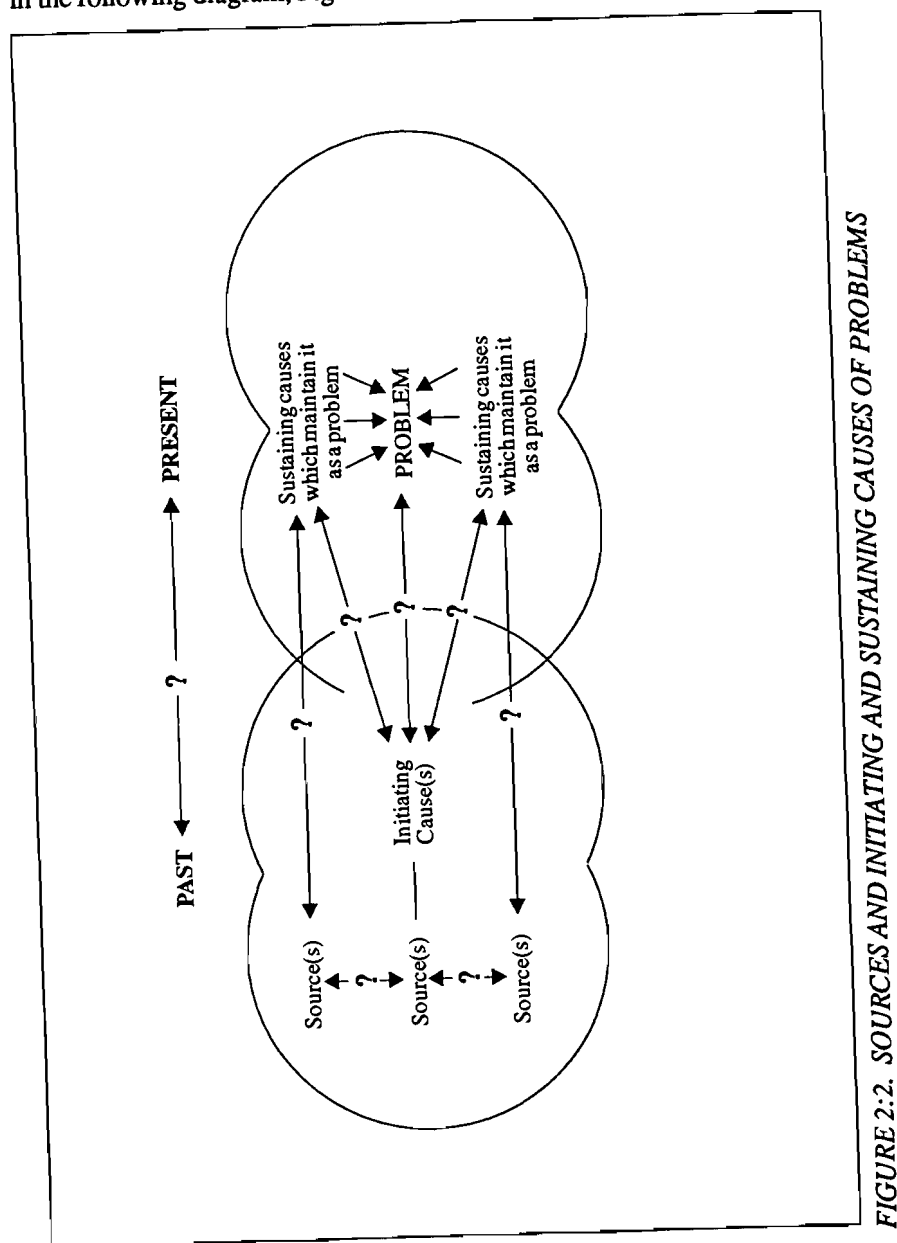 in the following diagram,
PAST ? PRESENT
Source(s)
?
Source(s)
?
Source(s)
Initiating
Cause(s)
?
?
?
?
?
Sustaining causes
which maintain it
as a problem
PROBLEM
Sustaining causes
which maintain it
as a problem
FIGURE 2:2. SOURCES AND INITIATING AND SUSTAINING CAUSES OF PROBLEMS